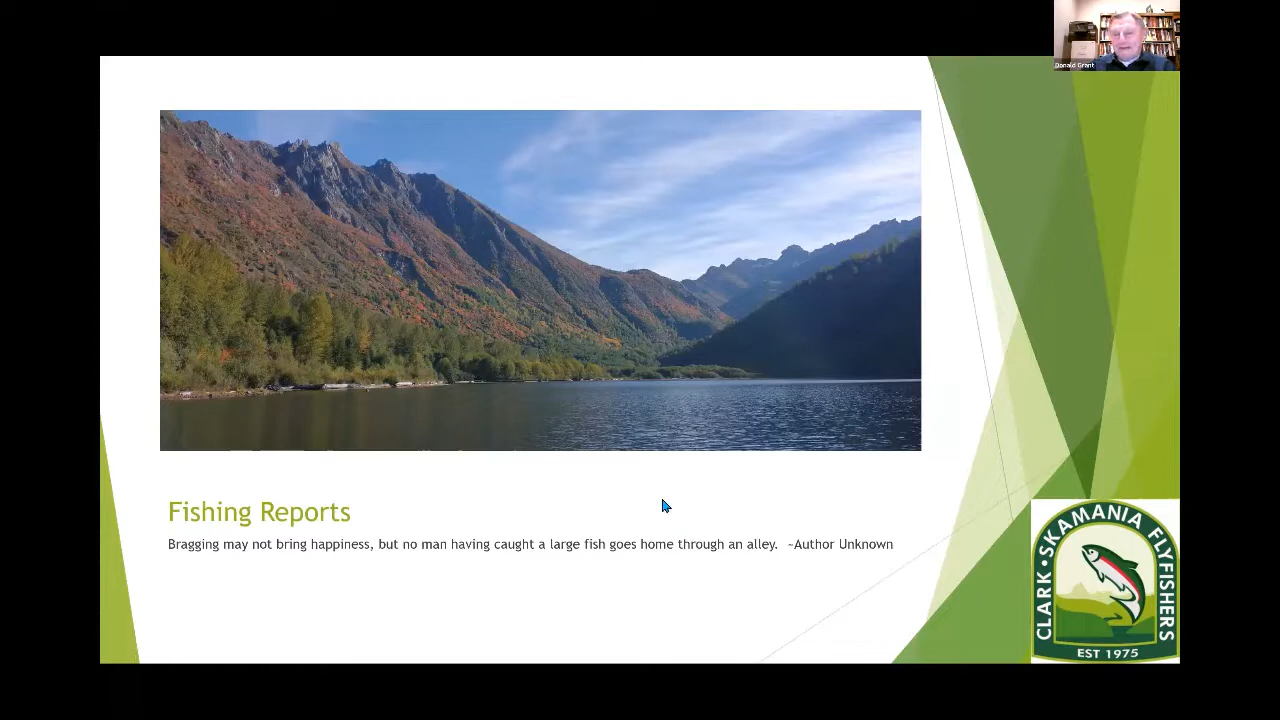 Donald Grant
Fishing Reports
Bragging may not bring happiness, but no man having caught a large fish goes home through an alley. ~Author Unknown
CLARK • SKAMANIA FLYFISHERS
EST 1975